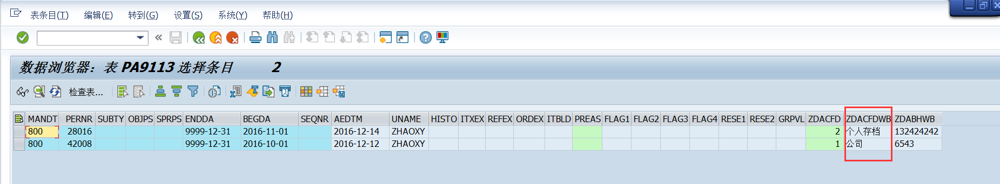 表条目(T) 编辑(E) 转到(G) 设置(S) 系统(Y) 帮助(H)
数据浏览器：表 PA9113 选择条目 2
检查表...
MANDT PERNR SUBTY OBJPS SPRPS ENDDA BEGDA SEQNR AEDTM UNAME HISTO ITXEX REFEX ORDEX ITBLD PREAS FLAG1 FLAG2 FLAG3 FLAG4 RESE1 RESE2 GRPVL ZDACFD ZDACFDWB ZDABHWB
800 28016 9999-12-31 2016-11-01 2016-12-14 ZHAOXY 2 个人存档 132424242
800 42008 9999-12-31 2016-10-01 2016-12-12 ZHAOXY 1 公司 6543